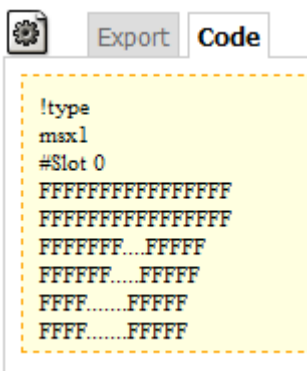 Export Code
!type
msx1
#Slot 0
FFFFFFFFFFFFFFFF
FFFFFFFFFFFFFFFF
FFFFFFF....FFFFF
FFFFFF.....FFFFF
FFFF.......FFFFF
FFFF.......FFFFF